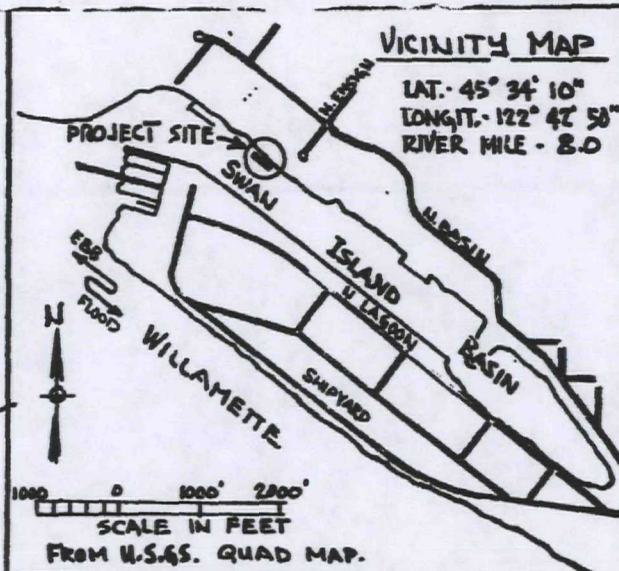 VICINITY MAP
LAT.- 45° 34' 10"
LONGIT.- 122° 42' 50"
RIVER MILE - 8.0
PROJECT SITE
SWAN
ISLAND
BASIN
N. BASIN
N. LAGOON
SHIPYARD
EBB
FLOOD
WILLAMETTE
N
1000 0 1000' 2000'
SCALE IN FEET
FROM U.S.GS. QUAD MAP.